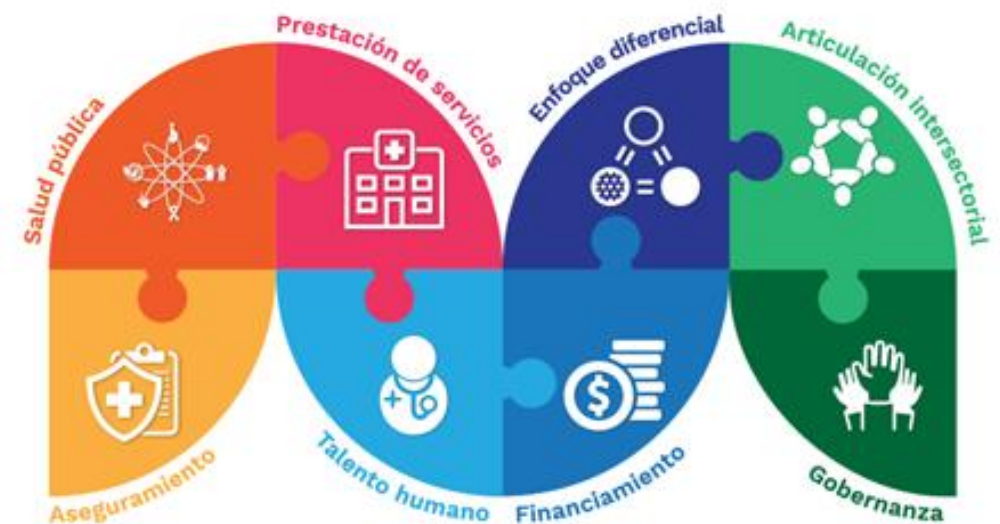 Salud pública
Prestación de servicios
Enfoque diferencial
Articulación intersectorial
$
Aseguramiento
Talento humano
Financiamiento
Gobernanza